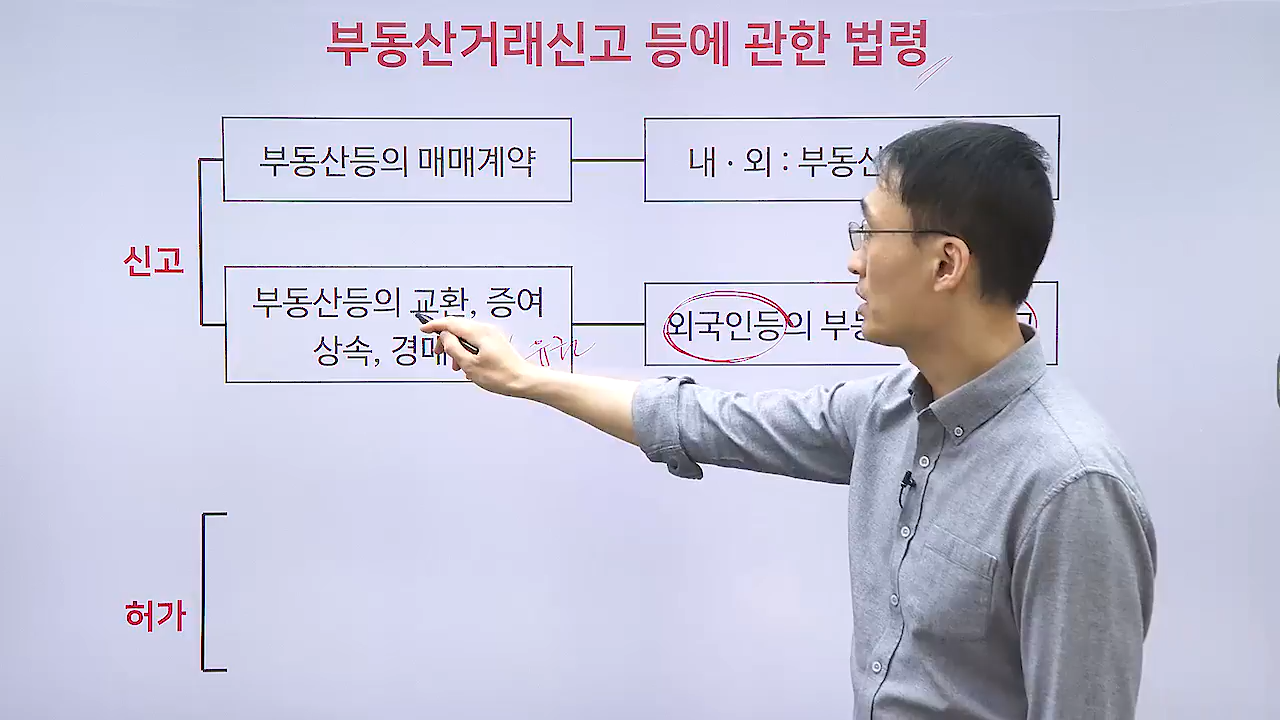 부동산거래신고 등에 관한 법령
부동산등의 매매계약
내 · 외 : 부동산
신고
부동산등의 교환, 증여
상속, 경매
외국인등의 부동
허가